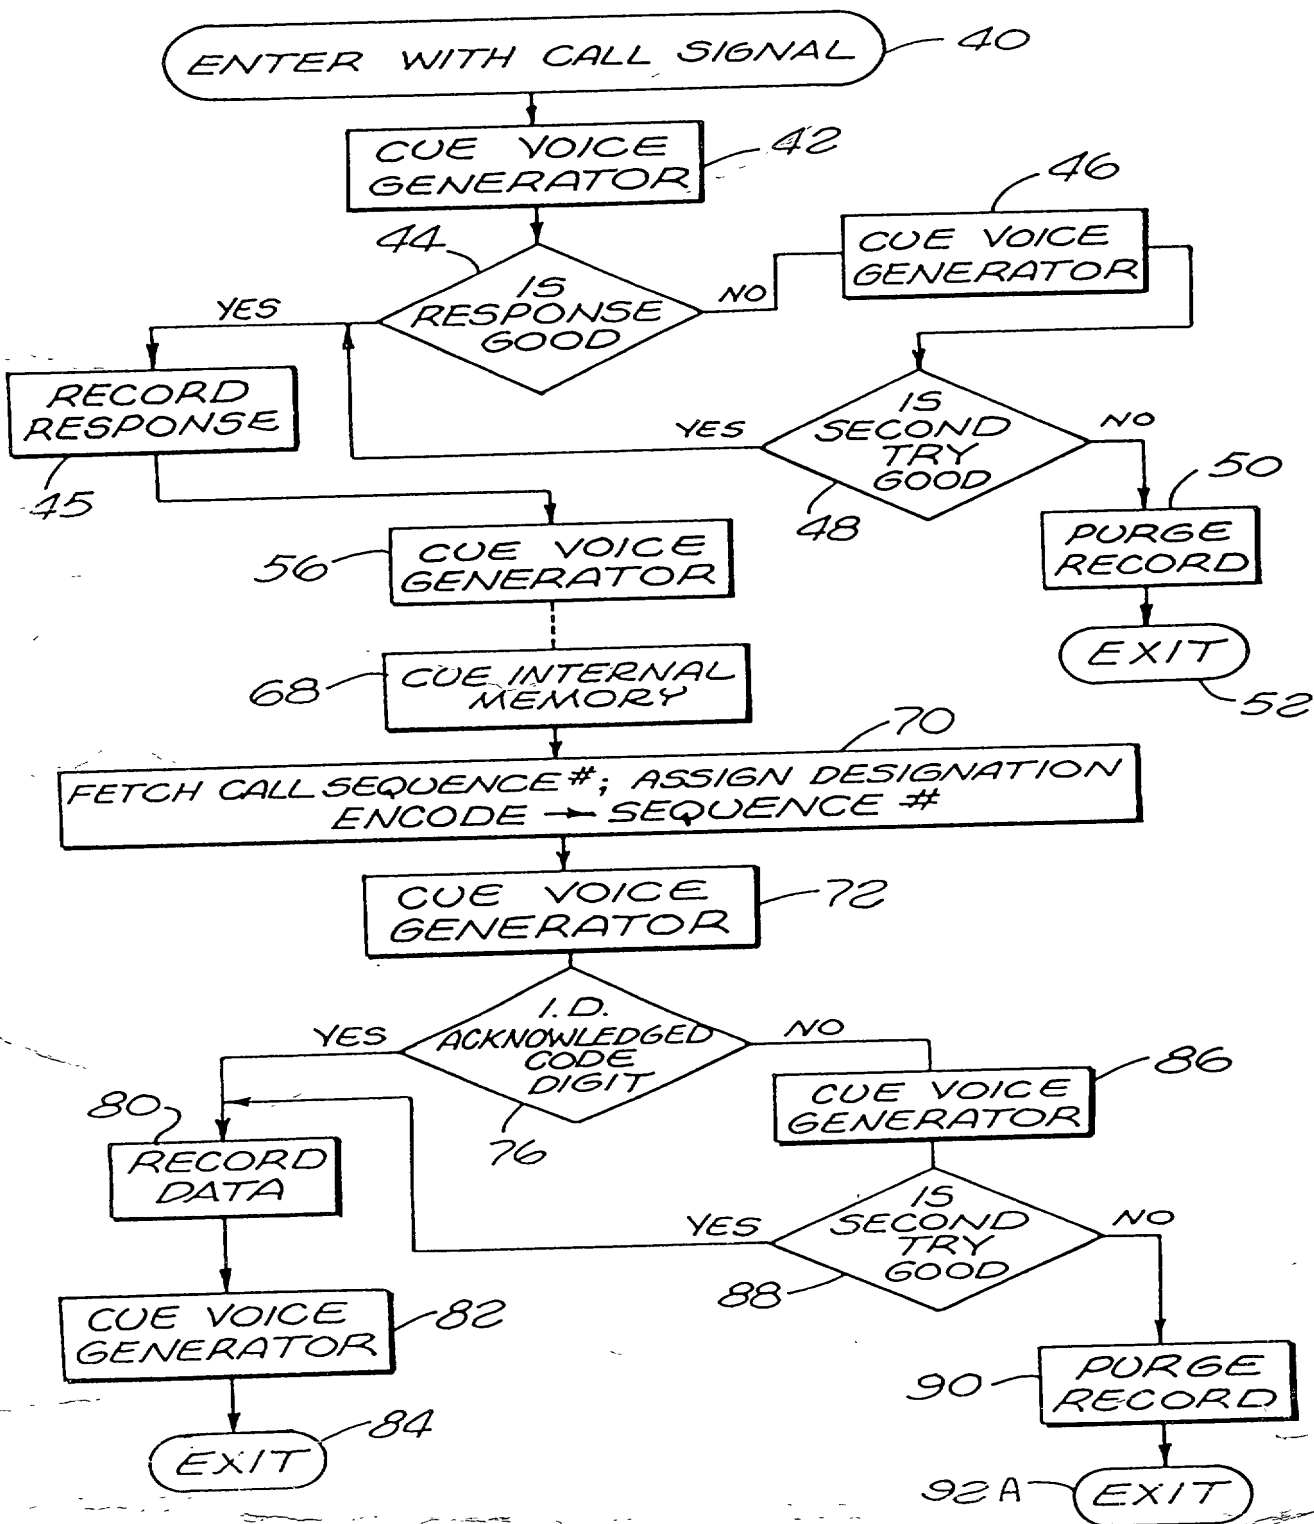 ENTER WITH CALL SIGNAL
40
CUE VOICE
GENERATOR
42
46
44
CUE VOICE
GENERATOR
IS
RESPONSE
GOOD
YES
NO
RECORD
RESPONSE
45
IS
SECOND
TRY
GOOD
YES
NO
48
50
PURGE
RECORD
56
CUE VOICE
GENERATOR
EXIT
52
68
CUE INTERNAL
MEMORY
70
FETCH CALL SEQUENCE #; ASSIGN DESIGNATION
ENCODE → SEQUENCE #
CUE VOICE
GENERATOR
72
I.D.
ACKNOWLEDGED
CODE
DIGIT
YES
NO
76
86
CUE VOICE
GENERATOR
80
RECORD
DATA
IS
SECOND
TRY
GOOD
YES
NO
88
CUE VOICE
GENERATOR
82
90
PURGE
RECORD
EXIT
84
92A
EXIT